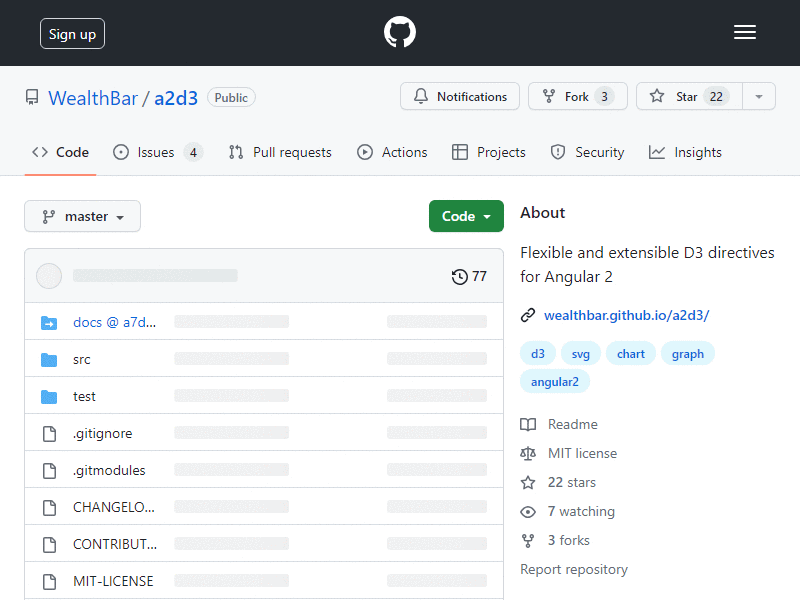 Sign up
WealthBar / a2d3 Public
Notifications
Fork 3
Star 22
Code
Issues 4
Pull requests
Actions
Projects
Security
Insights
master
Code
77
docs @ a7d...
src
test
.gitignore
.gitmodules
CHANGELO...
CONTRIBUT...
MIT-LICENSE
About
Flexible and extensible D3 directives
for Angular 2
wealthbar.github.io/a2d3/
d3 svg chart graph
angular2
Readme
MIT license
22 stars
7 watching
3 forks
Report repository